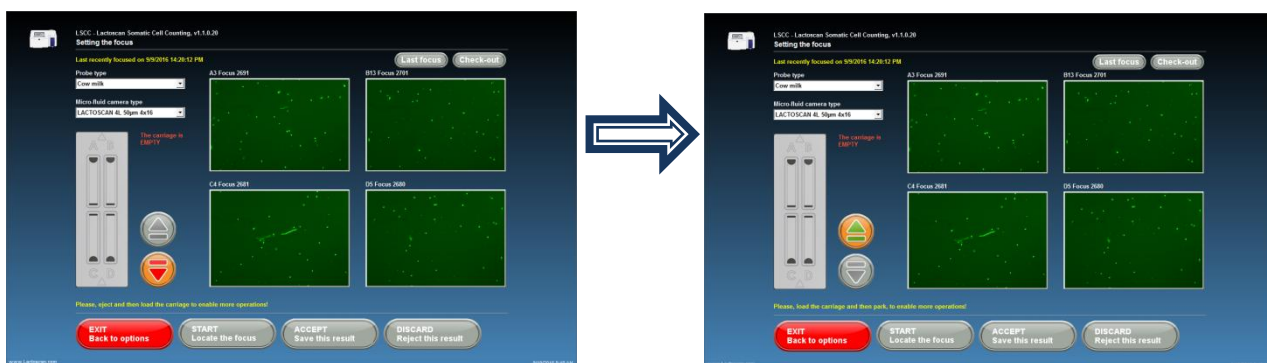 LSCC - Lactoscan Somatic Cell Counting, v1.1.0.20
Setting the focus
Last recently focused on 9/9/2016 14:20:12 PM
Last focus
Check-out
Probe type
Cow milk
Micro-fluid camera type
LACTOSCAN 4L 50µm 4x16
A3 Focus 2691
B13 Focus 2701
The carriage is
EMPTY
A B
C D
C4 Focus 2681
D5 Focus 2680
Please, eject and then load the carriage to enable more operations!
EXIT
Back to options
START
Locate the focus
ACCEPT
Save this result
DISCARD
Reject this result
LSCC - Lactoscan Somatic Cell Counting, v1.1.0.20
Setting the focus
Last recently focused on 9/9/2016 14:20:12 PM
Last focus
Check-out
Probe type
Cow milk
Micro-fluid camera type
LACTOSCAN 4L 50µm 4x16
A3 Focus 2691
B13 Focus 2701
The carriage is
EMPTY
A B
C D
C4 Focus 2681
D5 Focus 2680
Please, load the carriage and then park, to enable more operations!
EXIT
Back to options
START
Locate the focus
ACCEPT
Save this result
DISCARD
Reject this result